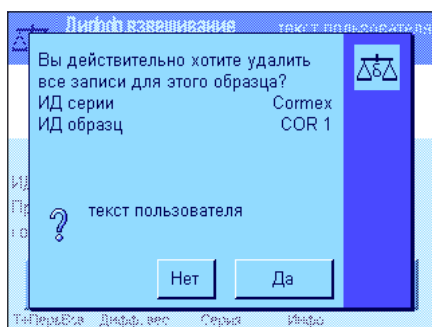 Дифф взвешивание
текст пользователя
Вы действительно хотите удалить
все записи для этого образца?
ИД серии Cormex
ИД образц COR 1
? текст пользователя
Нет Да
Дифф. вес Серия Инфо